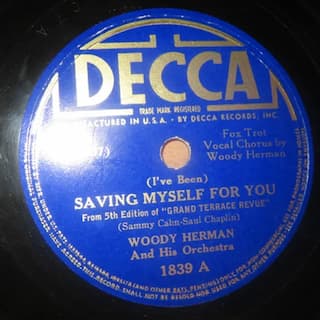 DECCA
TRADE MARK REGISTERED
FACTURED IN U.S.A. - BY DECCA RECORDS, INC.
Fox Trot
Vocal Chorus by
Woody Herman
(I've Been)
SAVING MYSELF FOR YOU
From 5th Edition of "GRAND TERRACE REVUE"
(Sammy Cahn-Saul Chaplin)
WOODY HERMAN
And His Orchestra
1839 A